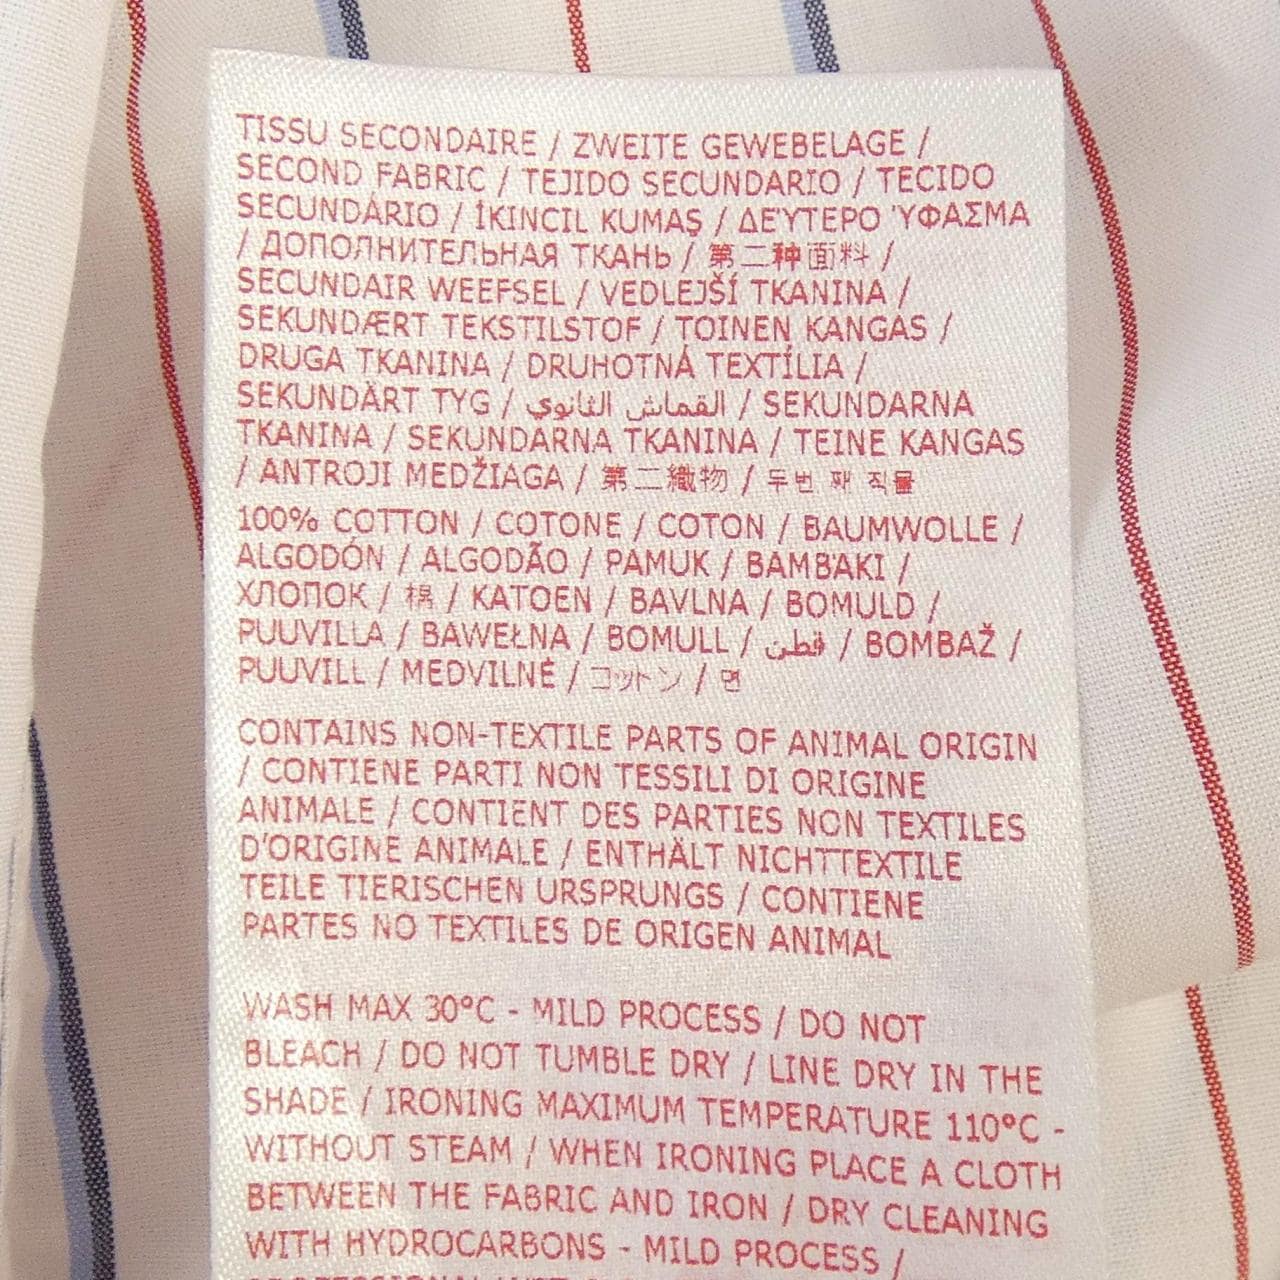 TISSU SECONDAIRE / ZWEITE GEWEBELAGE /
SECOND FABRIC / TEJIDO SECUNDARIO / TECIDO
SECUNDÁRIO / İKINCIL KUMAŞ / ΔΕΎΤΕΡΟ ΎΦΑΣΜΑ
/ ДОПОЛНИТЕЛЬНАЯ ТКАНЬ / 第二种面料 /
SECUNDAIR WEEFSEL / VEDLEJŠÍ TKANINA /
SEKUNDÆRT TEKSTILSTOF / TOINEN KANGAS /
DRUGA TKANINA / DRUHOTNÁ TEXTÍLIA /
SEKUNDÄRT TYG / القماش الثانوي / SEKUNDARNA
TKANINA / SEKUNDARNA TKANINA / TEINE KANGAS
/ ANTROJI MEDŽIAGA / 第二織物 / 두번 째 직물
100% COTTON / COTONE / COTON / BAUMWOLLE /
ALGODÓN / ALGODÃO / PAMUK / ΒΑΜΒΆΚΙ /
ХЛОПОК / 棉 / KATOEN / BAVLNA / BOMULD /
PUUVILLA / BAWEŁNA / BOMULL / قطن / BOMBAŽ /
PUUVILL / MEDVILNĖ / コットン / 면
CONTAINS NON-TEXTILE PARTS OF ANIMAL ORIGIN
/ CONTIENE PARTI NON TESSILI DI ORIGINE
ANIMALE / CONTIENT DES PARTIES NON TEXTILES
D'ORIGINE ANIMALE / ENTHÄLT NICHTTEXTILE
TEILE TIERISCHEN URSPRUNGS / CONTIENE
PARTES NO TEXTILES DE ORIGEN ANIMAL
WASH MAX 30°C - MILD PROCESS / DO NOT
BLEACH / DO NOT TUMBLE DRY / LINE DRY IN THE
SHADE / IRONING MAXIMUM TEMPERATURE 110°C -
WITHOUT STEAM / WHEN IRONING PLACE A CLOTH
BETWEEN THE FABRIC AND IRON / DRY CLEANING
WITH HYDROCARBONS - MILD PROCESS /